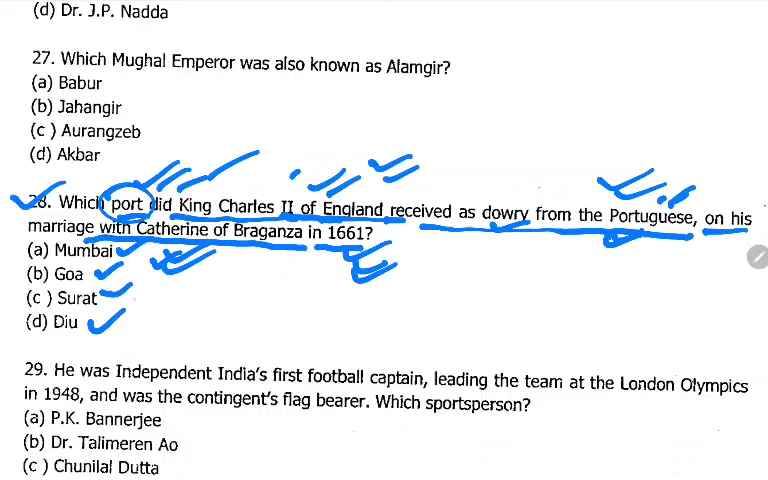 (d) Dr. J.P. Nadda
27. Which Mughal Emperor was also known as Alamgir?
(a) Babur
(b) Jahangir
(c ) Aurangzeb
(d) Akbar
28. Which port did King Charles II of England received as dowry from the Portuguese, on his
marriage with Catherine of Braganza in 1661?
(a) Mumbai
(b) Goa
(c ) Surat
(d) Diu
29. He was Independent India's first football captain, leading the team at the London Olympics
in 1948, and was the contingent's flag bearer. Which sportsperson?
(a) P.K. Bannerjee
(b) Dr. Talimeren Ao
(c ) Chunilal Dutta